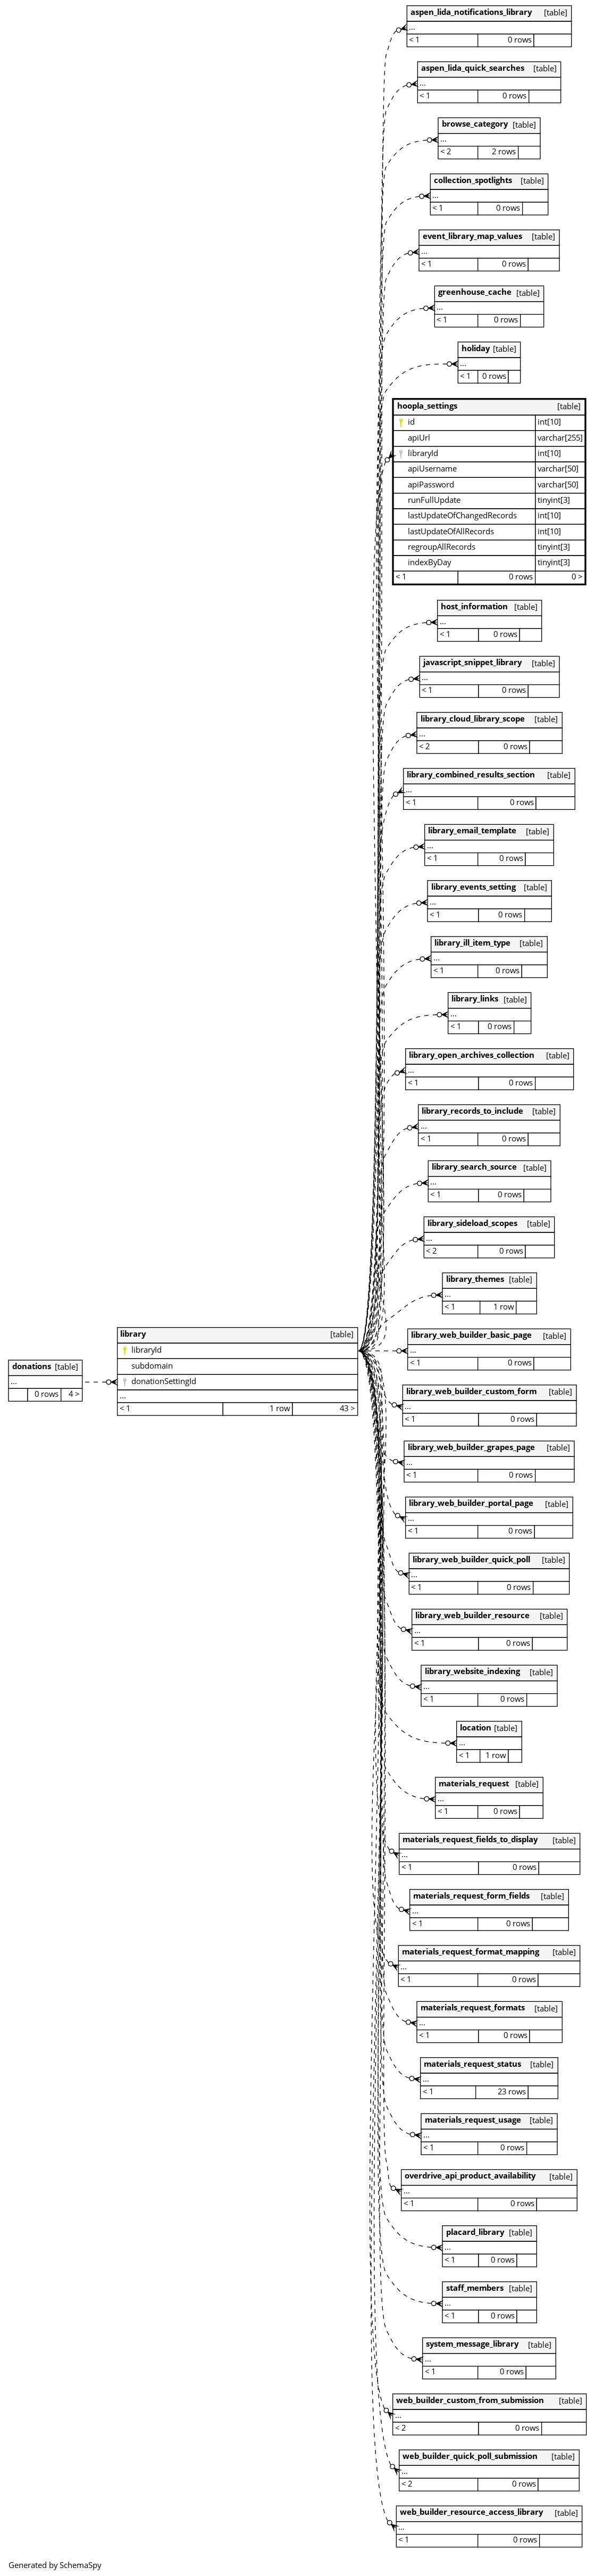 aspen_lida_notifications_library [table]
...
< 1 0 rows
aspen_lida_quick_searches [table]
...
< 1 0 rows
browse_category [table]
...
< 2 2 rows
collection_spotlights [table]
...
< 1 0 rows
event_library_map_values [table]
...
< 1 0 rows
greenhouse_cache [table]
...
< 1 0 rows
holiday [table]
...
< 1 0 rows
hoopla_settings [table]
id int[10]
apiUrl varchar[255]
libraryId int[10]
apiUsername varchar[50]
apiPassword varchar[50]
runFullUpdate tinyint[3]
lastUpdateOfChangedRecords int[10]
lastUpdateOfAllRecords int[10]
regroupAllRecords tinyint[3]
indexByDay tinyint[3]
< 1 0 rows 0 >
host_information [table]
...
< 1 0 rows
javascript_snippet_library [table]
...
< 1 0 rows
library_cloud_library_scope [table]
...
< 2 0 rows
library_combined_results_section [table]
...
< 1 0 rows
library_email_template [table]
...
< 1 0 rows
library_events_setting [table]
...
< 1 0 rows
library_ill_item_type [table]
...
< 1 0 rows
library_links [table]
...
< 1 0 rows
library_open_archives_collection [table]
...
< 1 0 rows
library_records_to_include [table]
...
< 1 0 rows
library_search_source [table]
...
< 1 0 rows
library_sideload_scopes [table]
...
< 2 0 rows
library_themes [table]
...
< 1 1 row
library [table]
libraryId
subdomain
donationSettingId
...
< 1 1 row 43 >
donations [table]
...
0 rows 4 >
library_web_builder_basic_page [table]
...
< 1 0 rows
library_web_builder_custom_form [table]
...
< 1 0 rows
library_web_builder_grapes_page [table]
...
< 1 0 rows
library_web_builder_portal_page [table]
...
< 1 0 rows
library_web_builder_quick_poll [table]
...
< 1 0 rows
library_web_builder_resource [table]
...
< 1 0 rows
library_website_indexing [table]
...
< 1 0 rows
location [table]
...
< 1 1 row
materials_request [table]
...
< 1 0 rows
materials_request_fields_to_display [table]
...
< 1 0 rows
materials_request_form_fields [table]
...
< 1 0 rows
materials_request_format_mapping [table]
...
< 1 0 rows
materials_request_formats [table]
...
< 1 0 rows
materials_request_status [table]
...
< 1 23 rows
materials_request_usage [table]
...
< 1 0 rows
overdrive_api_product_availability [table]
...
< 1 0 rows
placard_library [table]
...
< 1 0 rows
staff_members [table]
...
< 1 0 rows
system_message_library [table]
...
< 1 0 rows
web_builder_custom_from_submission [table]
...
< 2 0 rows
web_builder_quick_poll_submission [table]
...
< 2 0 rows
web_builder_resource_access_library [table]
...
< 1 0 rows
Generated by SchemaSpy